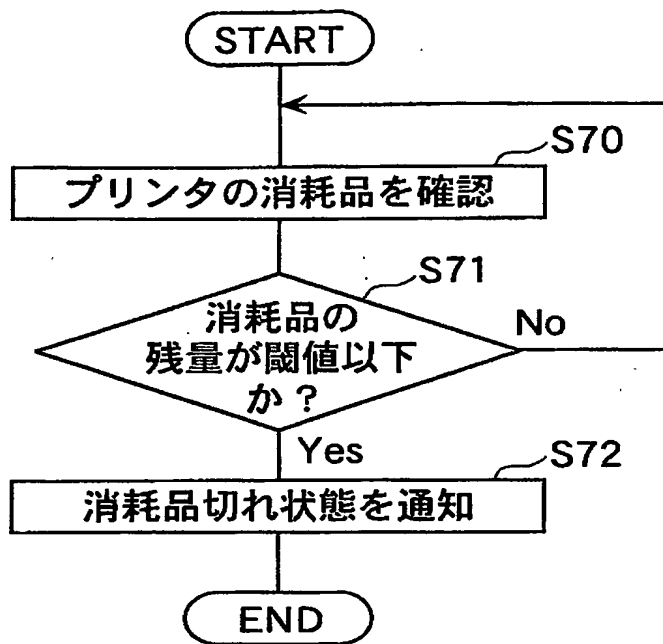 START
S70
プリンタの消耗品を確認
S71
消耗品の
残量が閾値以下
か？
No
Yes
S72
消耗品切れ状態を通知
END